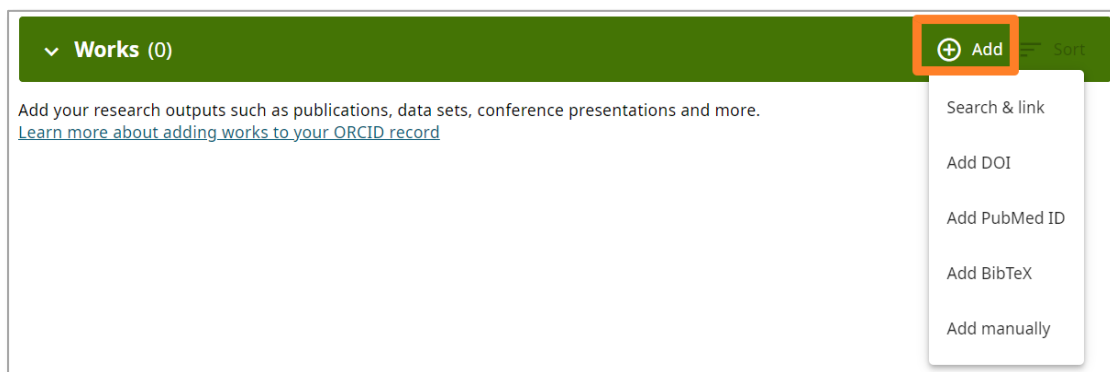 Works (0)
Add
Sort
Add your research outputs such as publications, data sets, conference presentations and more.
Learn more about adding works to your ORCID record
Search & link
Add DOI
Add PubMed ID
Add BibTeX
Add manually